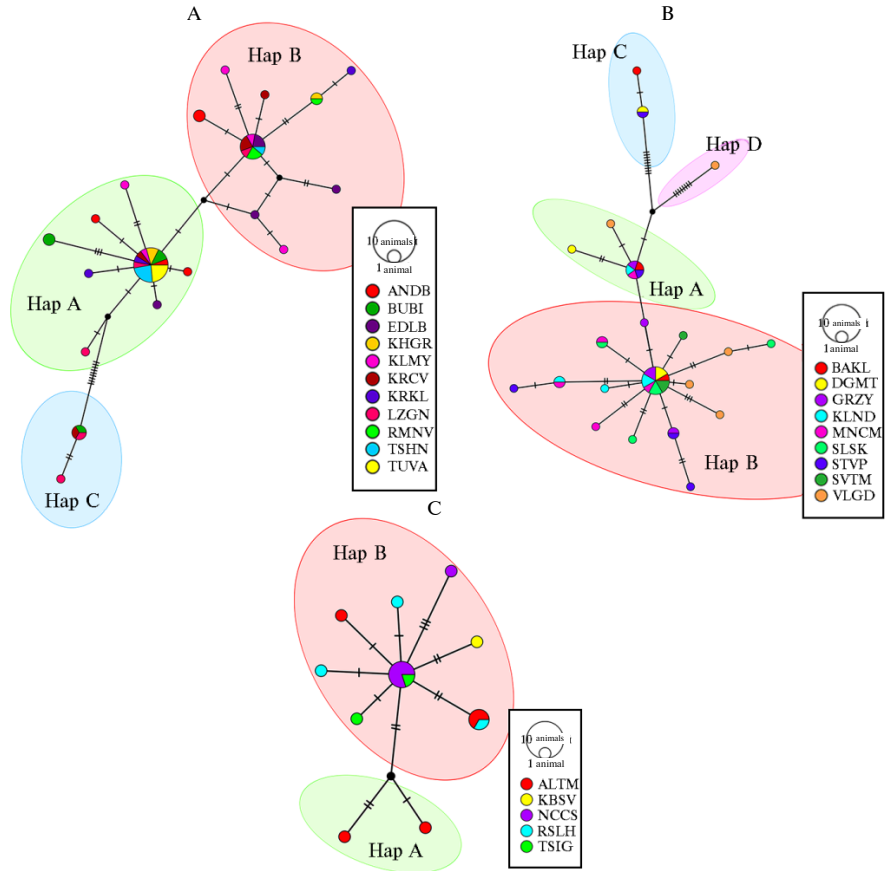 A
Hap B
Hap A
Hap C
10 animals
1 animal
ANDB
BUBI
EDLB
KHGR
KLMY
KRCV
KRKL
LZGN
RMNV
TSHN
TUVA
B
Hap C
Hap D
Hap A
Hap B
10 animals
1 animal
BAKL
DGMT
GRZY
KLND
MNCM
SLSK
STVP
SVTM
VLGD
C
Hap B
Hap A
10 animals
1 animal
ALTM
KBSV
NCCS
RSLH
TSIG